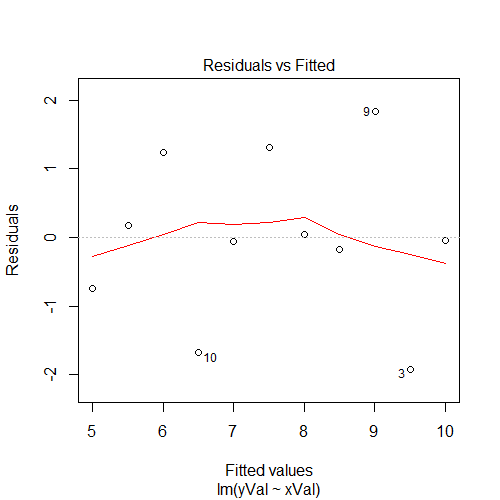 Residuals vs Fitted
2
1
0
-1
-2
Residuals
9
10
3
5 6 7 8 9 10
Fitted values
lm(yVal ~ xVal)